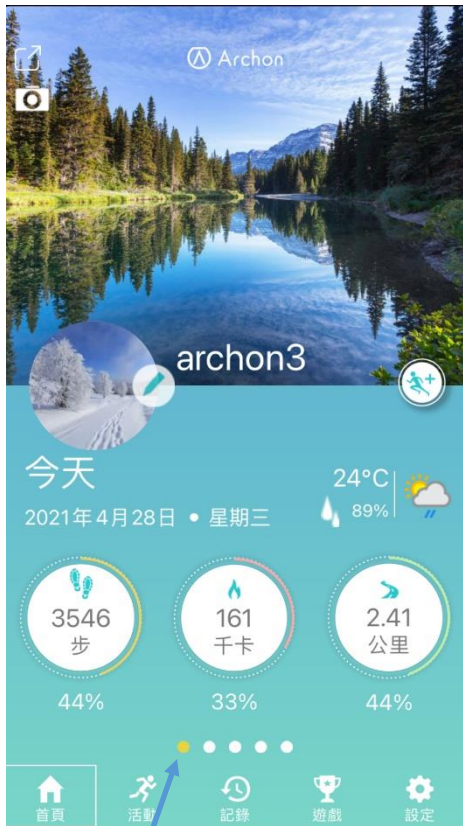 Archon
archon3
今天
2021年4月28日 • 星期三
24°C
89%
3546
步
161
千卡
2.41
公里
44%
33%
44%
首頁
活動
記錄
遊戲
設定